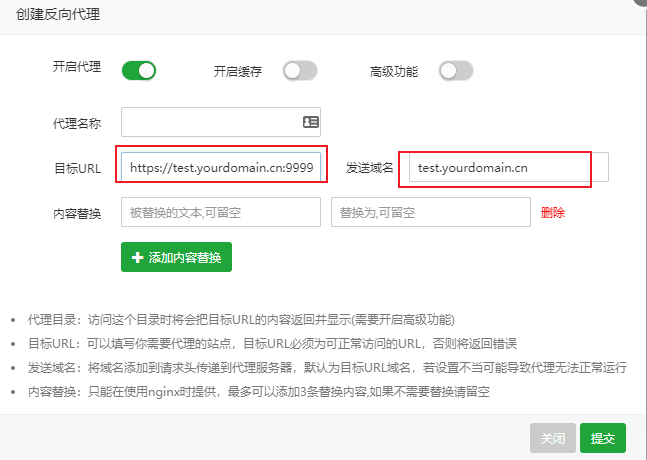 创建反向代理
开启代理 开启缓存 高级功能
代理名称
目标URL https://test.yourdomain.cn:9999 发送域名 test.yourdomain.cn
内容替换 被替换的文本,可留空 替换为,可留空 删除
添加内容替换
代理目录：访问这个目录时将会把目标URL的内容返回并显示(需要开启高级功能)
目标URL：可以填写你需要代理的站点，目标URL必须为可正常访问的URL，否则将返回错误
发送域名：将域名添加到请求头传递到代理服务器，默认为目标URL域名，若设置不当可能导致代理无法正常运行
内容替换：只能在使用nginx时提供，最多可以添加3条替换内容,如果不需要替换请留空
关闭 提交